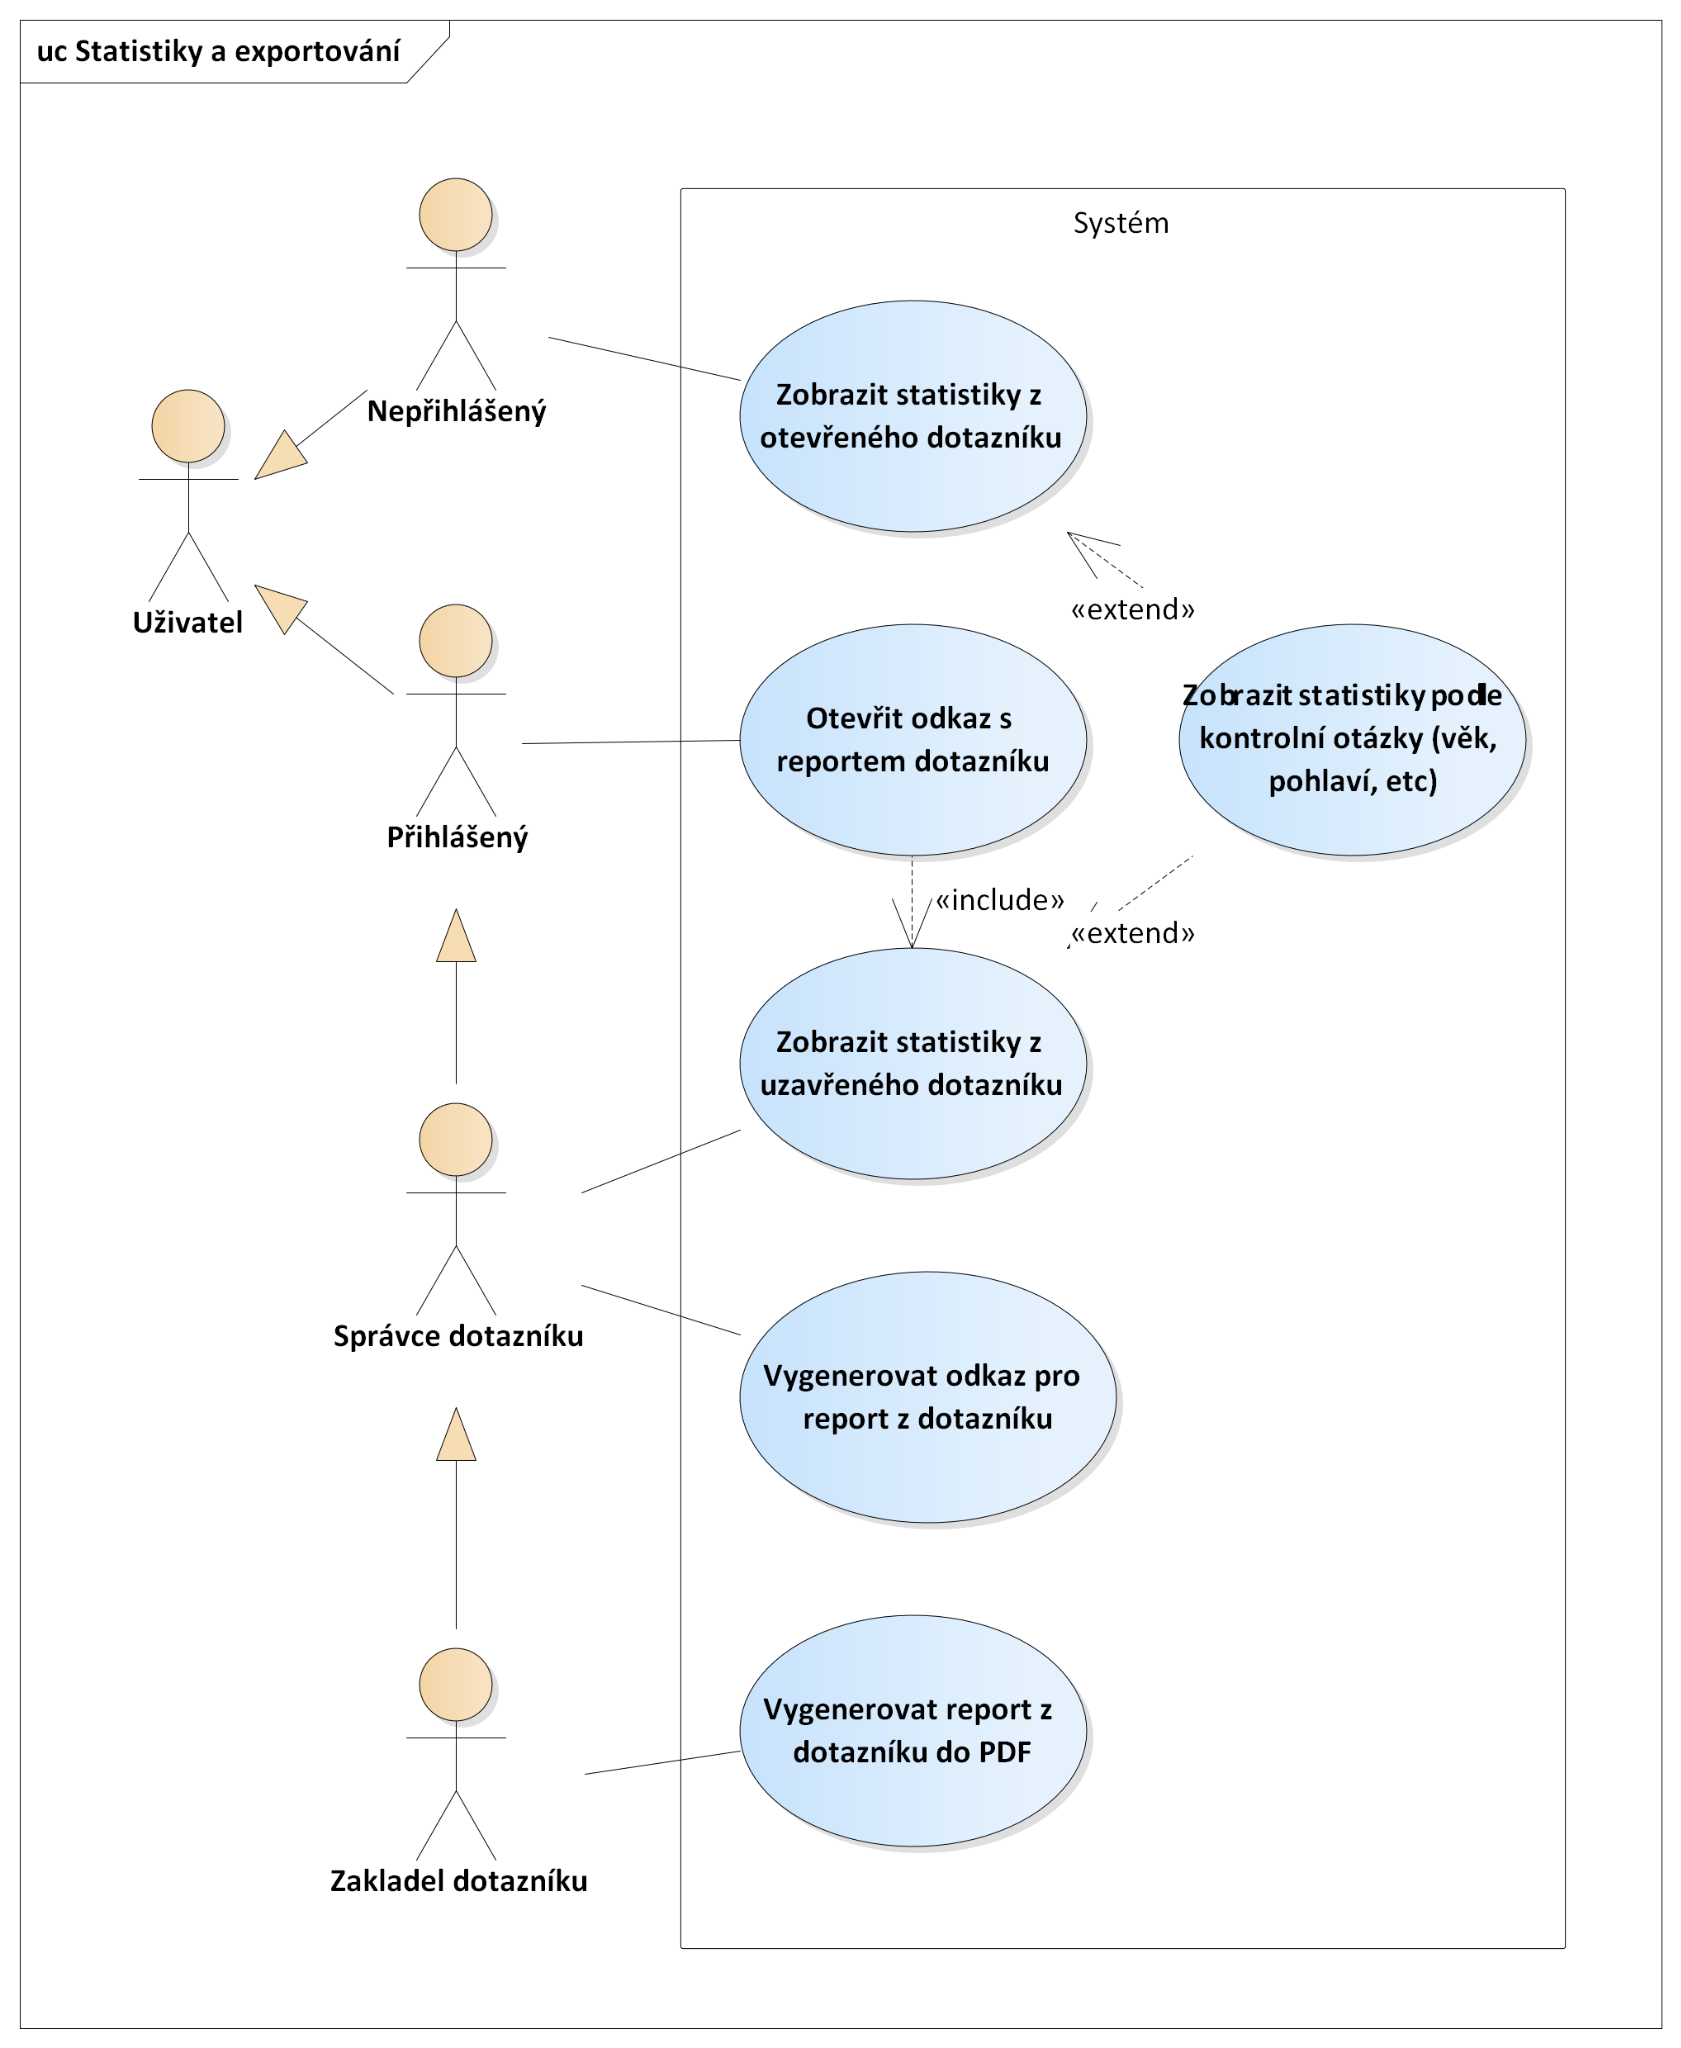 uc Statistiky a exportování
Systém
Nepřihlášený
Zobrazit statistiky z
otevřeného dotazníku
Uživatel
«extend»
Přihlášený
Otevřit odkaz s
reportem dotazníku
Zobrazit statistiky podle
kontrolní otázky (věk,
pohlaví, etc)
«include»
«extend»
Zobrazit statistiky z
uzavřeného dotazníku
Správce dotazníku
Vygenerovat odkaz pro
report z dotazníku
Vygenerovat report z
dotazníku do PDF
Zakladel dotazníku